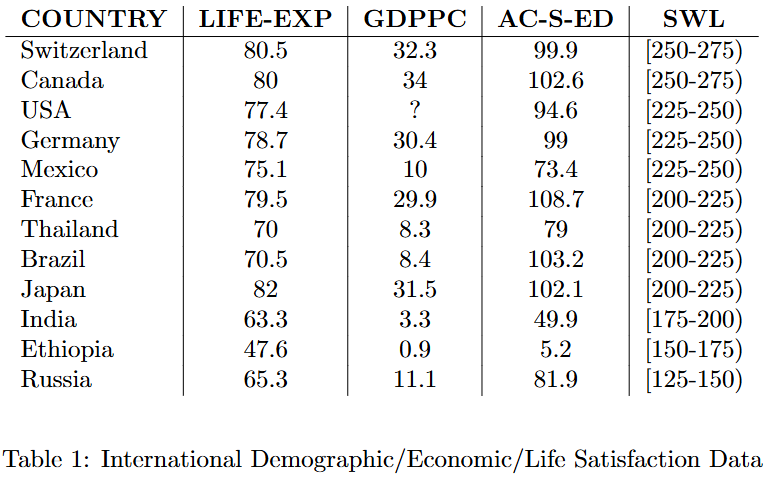 COUNTRY LIFE-EXP GDPPC AC-S-ED SWL
Switzerland 80.5 32.3 99.9 [250-275)
Canada 80 34 102.6 [250-275)
USA 77.4 ? 94.6 [225-250)
Germany 78.7 30.4 99 [225-250)
Mexico 75.1 10 73.4 [225-250)
France 79.5 29.9 108.7 [200-225)
Thailand 70 8.3 79 [200-225)
Brazil 70.5 8.4 103.2 [200-225)
Japan 82 31.5 102.1 [200-225)
India 63.3 3.3 49.9 [175-200)
Ethiopia 47.6 0.9 5.2 [150-175)
Russia 65.3 11.1 81.9 [125-150)
Table 1: International Demographic/Economic/Life Satisfaction Data